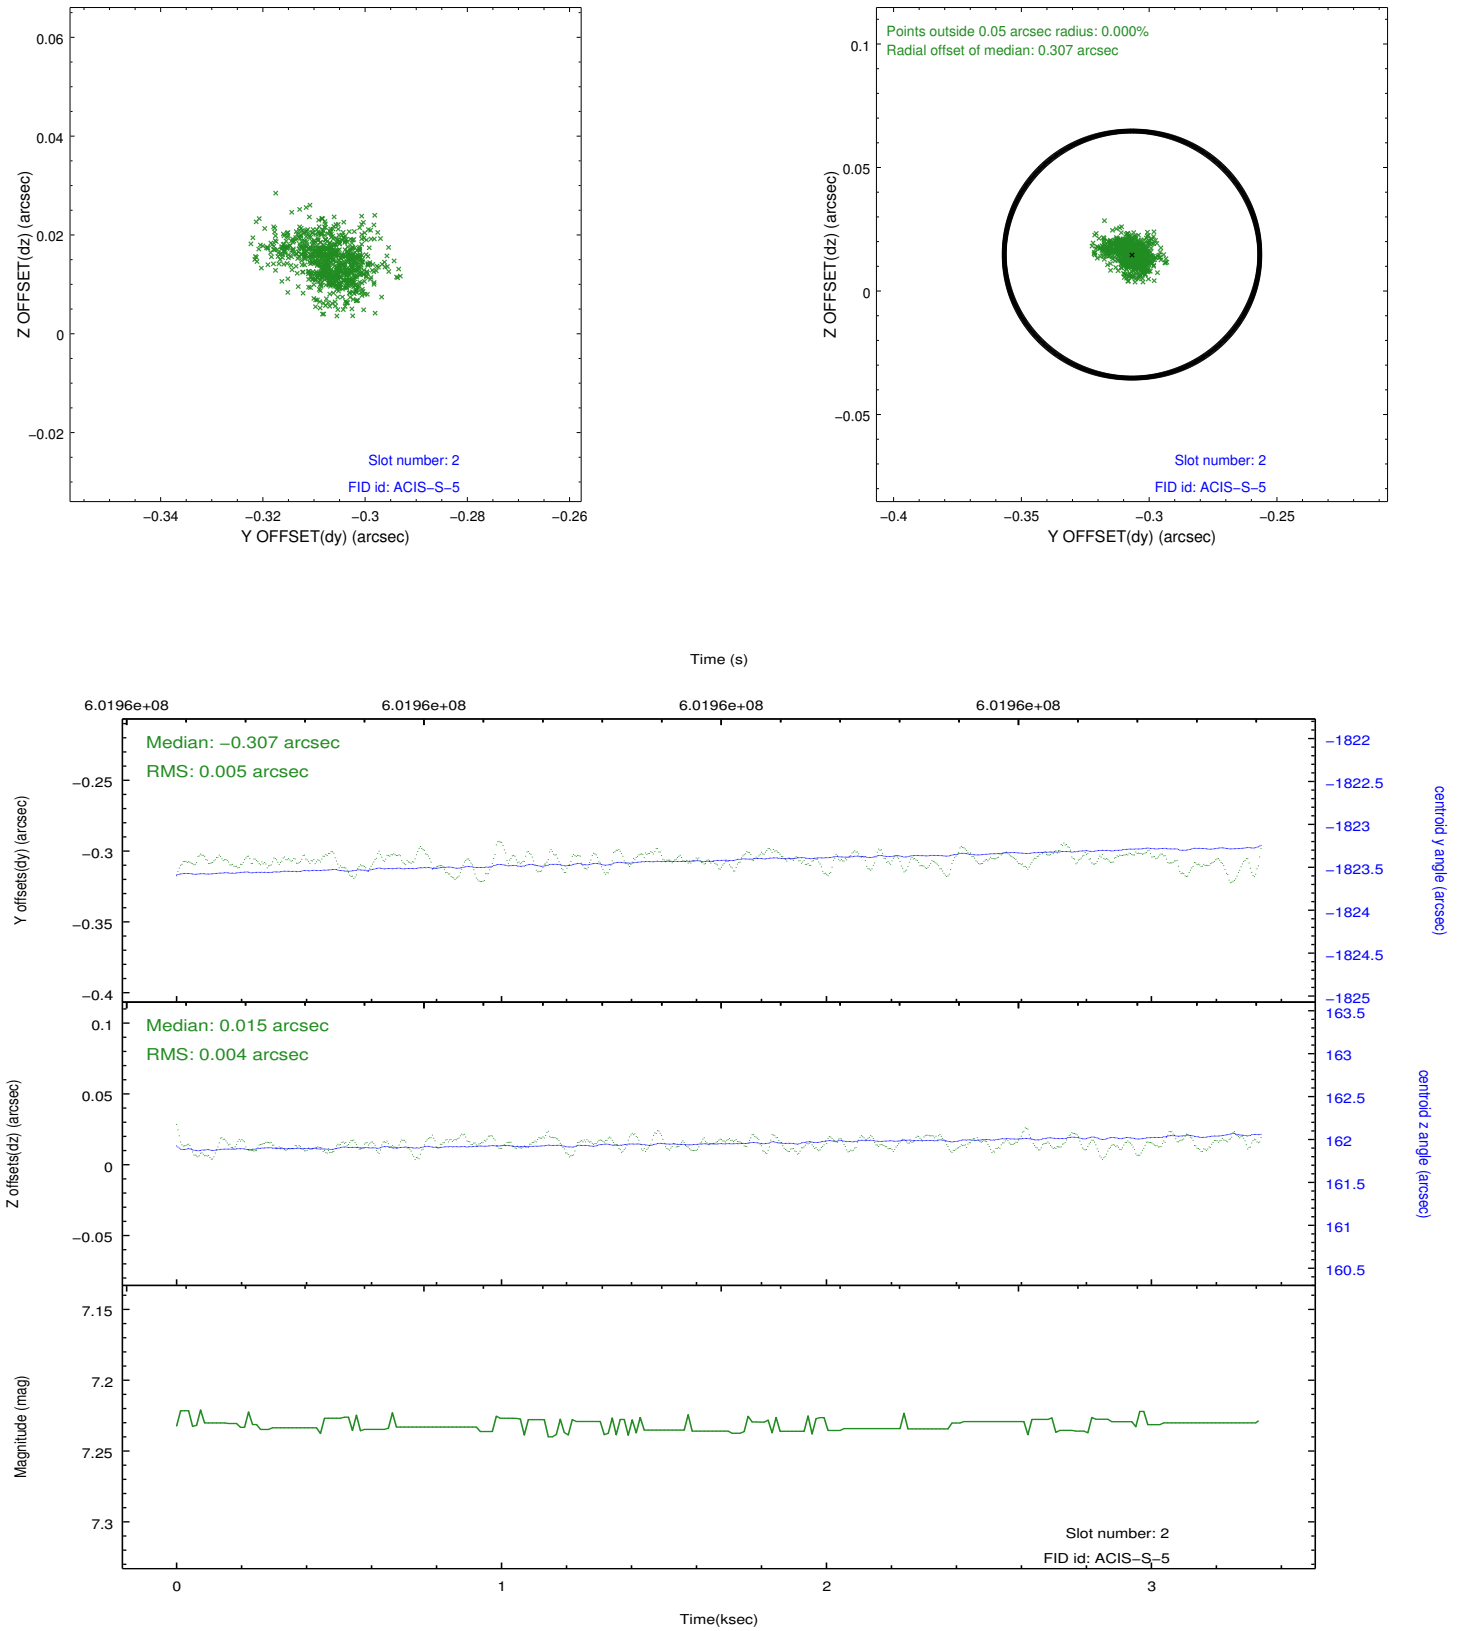 0.06
0.04
0.02
0
−0.02
Z OFFSET(dz) (arcsec)
Slot number: 2
FID id: ACIS−S−5
−0.34
−0.32
−0.3
−0.28
−0.26
Y OFFSET(dy) (arcsec)
Points outside 0.05 arcsec radius: 0.000%
Radial offset of median: 0.307 arcsec
0.1
0.05
0
−0.05
Z OFFSET(dz) (arcsec)
Slot number: 2
FID id: ACIS−S−5
−0.4
−0.35
−0.3
−0.25
Y OFFSET(dy) (arcsec)
Time (s)
6.0196e+08
6.0196e+08
6.0196e+08
6.0196e+08
Median: −0.307 arcsec
RMS: 0.005 arcsec
−0.25
−0.3
−0.35
−0.4
Y offsets(dy) (arcsec)
−1822
−1822.5
−1823
−1823.5
−1824
−1824.5
−1825
centroid y angle (arcsec)
Median: 0.015 arcsec
RMS: 0.004 arcsec
0.1
0.05
0
−0.05
Z offsets(dz) (arcsec)
163.5
163
162.5
162
161.5
161
160.5
centroid z angle (arcsec)
7.15
7.2
7.25
7.3
Magnitude (mag)
Slot number: 2
FID id: ACIS−S−5
0
1
2
3
Time(ksec)